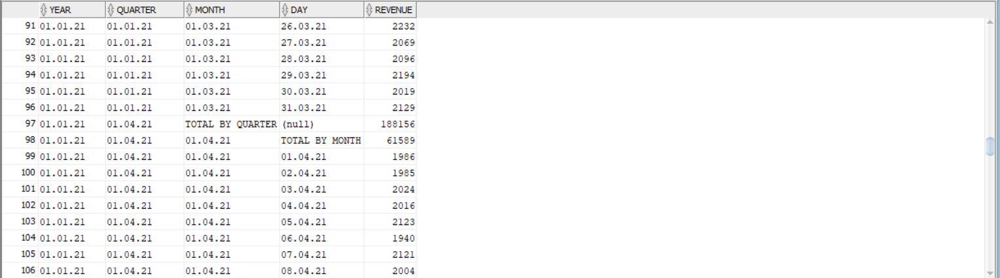 YEAR QUARTER MONTH DAY REVENUE
91 01.01.21 01.01.21 01.03.21 26.03.21 2232
92 01.01.21 01.01.21 01.03.21 27.03.21 2069
93 01.01.21 01.01.21 01.03.21 28.03.21 2096
94 01.01.21 01.01.21 01.03.21 29.03.21 2194
95 01.01.21 01.01.21 01.03.21 30.03.21 2019
96 01.01.21 01.01.21 01.03.21 31.03.21 2129
97 01.01.21 01.04.21 TOTAL BY QUARTER (null) 188156
98 01.01.21 01.04.21 01.04.21 TOTAL BY MONTH 61589
99 01.01.21 01.04.21 01.04.21 01.04.21 1986
100 01.01.21 01.04.21 01.04.21 02.04.21 1985
101 01.01.21 01.04.21 01.04.21 03.04.21 2024
102 01.01.21 01.04.21 01.04.21 04.04.21 2016
103 01.01.21 01.04.21 01.04.21 05.04.21 2123
104 01.01.21 01.04.21 01.04.21 06.04.21 1940
105 01.01.21 01.04.21 01.04.21 07.04.21 2121
106 01.01.21 01.04.21 01.04.21 08.04.21 2004